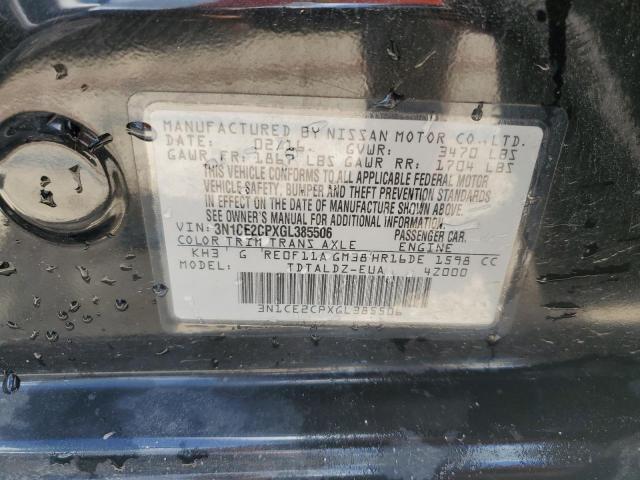 MANUFACTURED BY NISSAN MOTOR CO., LTD.
DATE: 02/16 GVWR: 3470 LBS
GAWR FR: 1867 LBS GAWR RR: 1704 LBS
THIS VEHICLE CONFORMS TO ALL APPLICABLE FEDERAL MOTOR
VEHICLE SAFETY, BUMPER AND THEFT PREVENTION STANDARDS
IN EFFECT ON THE DATE OF MANUFACTURE SHOWN ABOVE.
SEE OWNER'S MANUAL FOR ADDITIONAL INFORMATION.
VIN: 3N1CE2CPXGL385506 PASSENGER CAR.
COLOR TRIM TRANS AXLE ENGINE
KH3 G RE0F11A GM38 HR16DE 1598 CC
MODEL: TDTALDZ-EUA 4Z000
3N1CE2CPXGL385506